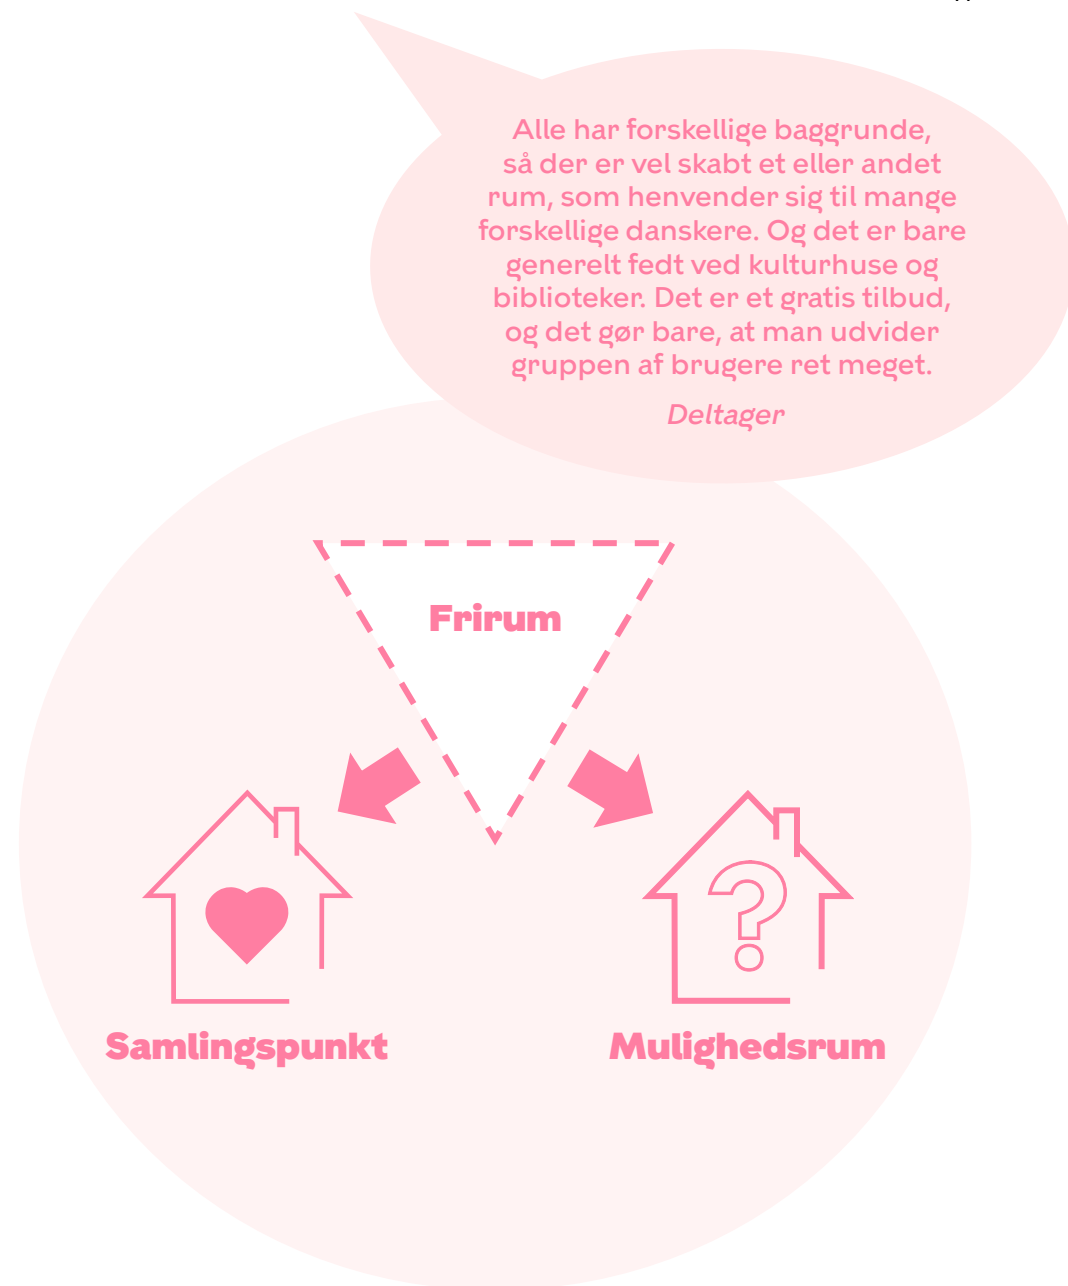 Alle har forskellige baggrunde,
så der er vel skabt et eller andet
rum, som henvender sig til mange
forskellige danskere. Og det er bare
generelt fedt ved kulturhuse og
biblioteker. Det er et gratis tilbud,
og det gør bare, at man udvider
gruppen af brugere ret meget.
Deltager
Frirum
Samlingspunkt
Mulighedsrum